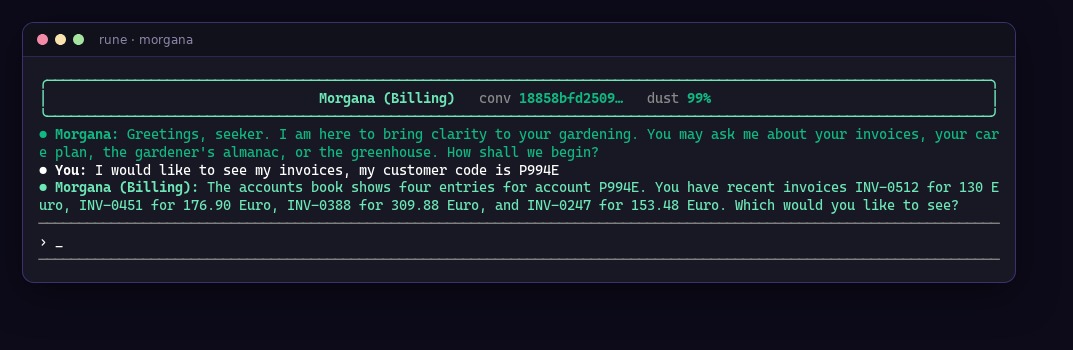 rune · morgana
Morgana (Billing) conv 18858bfd2509… dust 99%
● Morgana: Greetings, seeker. I am here to bring clarity to your gardening. You may ask me about your invoices, your car
e plan, the gardener's almanac, or the greenhouse. How shall we begin?
● You: I would like to see my invoices, my customer code is P994E
● Morgana (Billing): The accounts book shows four entries for account P994E. You have recent invoices INV-0512 for 130 E
uro, INV-0451 for 176.90 Euro, INV-0388 for 309.88 Euro, and INV-0247 for 153.48 Euro. Which would you like to see?
› _